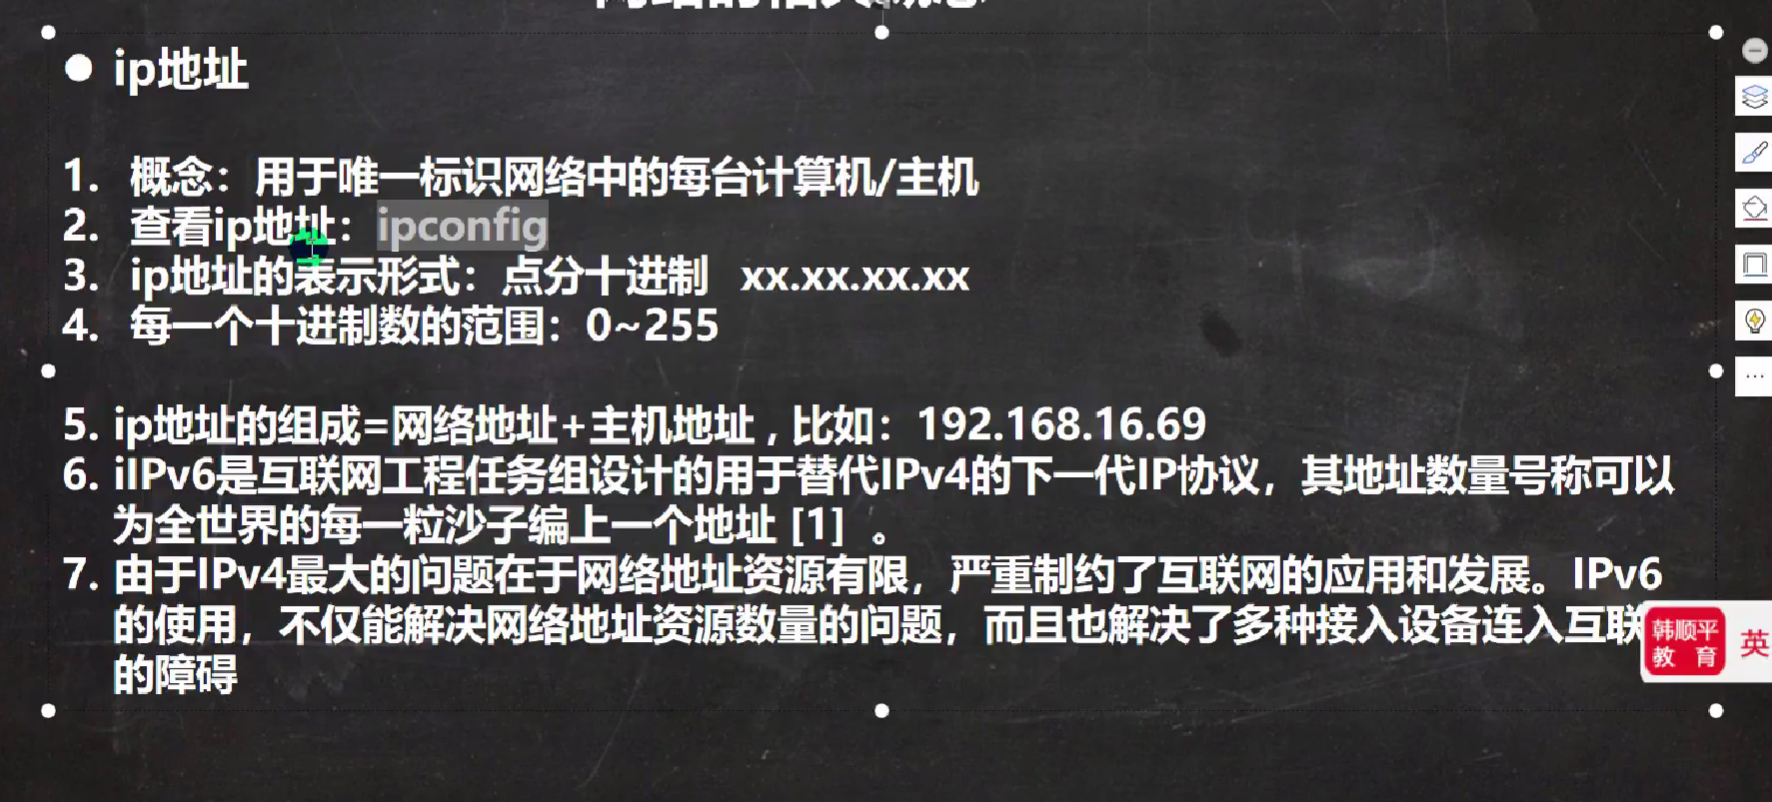 ip地址
1. 概念：用于唯一标识网络中的每台计算机/主机
2. 查看ip地址：ipconfig
3. ip地址的表示形式：点分十进制 xx.xx.xx.xx
4. 每一个十进制数的范围：0~255
5. ip地址的组成=网络地址+主机地址，比如：192.168.16.69
6. iIPv6是互联网工程任务组设计的用于替代IPv4的下一代IP协议，其地址数量号称可以
为全世界的每一粒沙子编上一个地址 [1] 。
7. 由于IPv4最大的问题在于网络地址资源有限，严重制约了互联网的应用和发展。IPv6
的使用，不仅能解决网络地址资源数量的问题，而且也解决了多种接入设备连入互联
的障碍
韩顺平
教 育
英